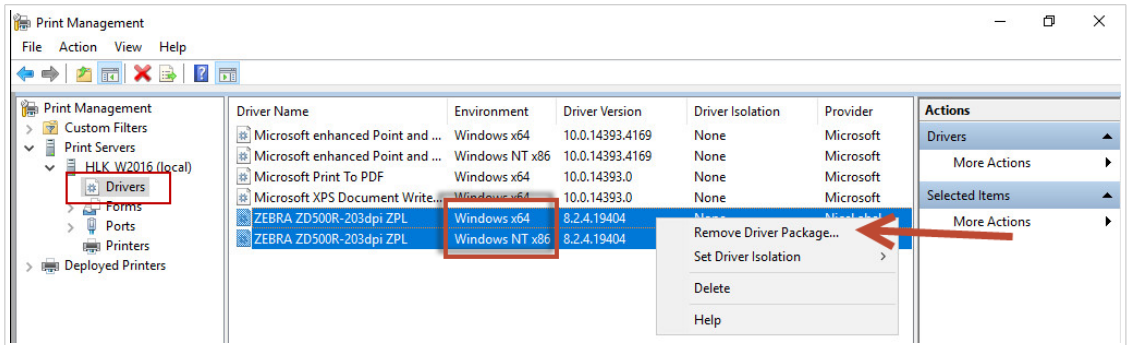 Print Management
File Action View Help
Print Management
Custom Filters
Print Servers
HLK_W2016 (local)
Drivers
Forms
Ports
Printers
Deployed Printers
Driver Name Environment Driver Version Driver Isolation Provider
Microsoft enhanced Point and ... Windows x64 10.0.14393.4169 None Microsoft
Microsoft enhanced Point and ... Windows NT x86 10.0.14393.4169 None Microsoft
Microsoft Print To PDF Windows x64 10.0.14393.0 None Microsoft
Microsoft XPS Document Write... Windows x64 10.0.14393.0 None Microsoft
ZEBRA ZD500R-203dpi ZPL Windows x64 8.2.4.19404 None NiceLabel
ZEBRA ZD500R-203dpi ZPL Windows NT x86 8.2.4.19404
Remove Driver Package...
Set Driver Isolation
Delete
Help
Actions
Drivers
More Actions
Selected Items
More Actions